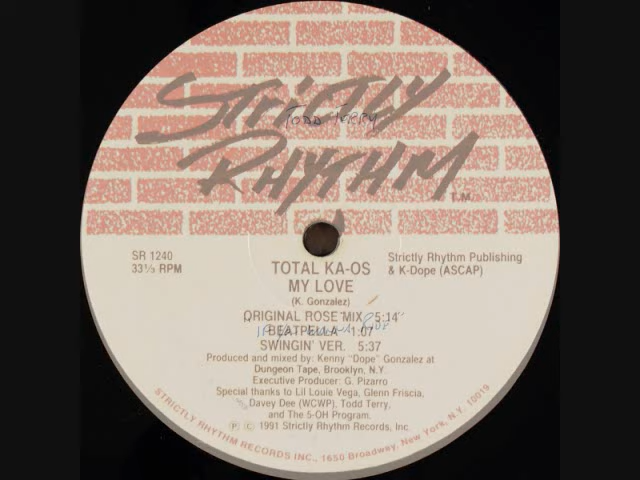 STRICTLY
Todd Terry
RHYTHM
T.M.
SR 1240
33⅓ RPM
Strictly Rhythm Publishing
& K-Dope (ASCAP)
TOTAL KA-OS
MY LOVE
(K. Gonzalez)
ORIGINAL ROSE MIX 5:14
BEATPELLA 1:07
SWINGIN' VER. 5:37
Produced and mixed by: Kenny "Dope" Gonzalez at
Dungeon Tape, Brooklyn, N.Y.
Executive Producer: G. Pizarro
Special thanks to Lil Louie Vega, Glenn Friscia,
Davey Dee (WCWP), Todd Terry,
and The 5-OH Program.
Ⓟ © 1991 Strictly Rhythm Records, Inc.
STRICTLY RHYTHM RECORDS INC., 1650 Broadway, New York, N.Y. 10019